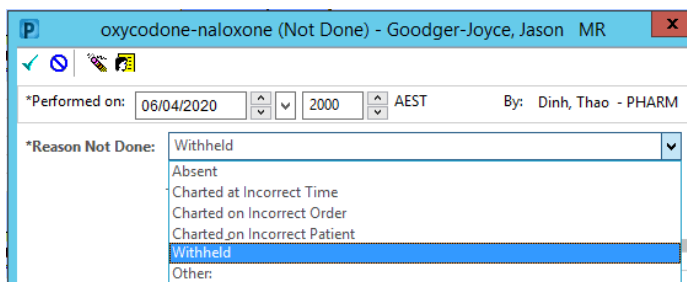 P oxycodone-naloxone (Not Done) - Goodger-Joyce, Jason MR x
*Performed on: 06/04/2020 2000 AEST By: Dinh, Thao - PHARM
*Reason Not Done: Withheld
Absent
Charted at Incorrect Time
Charted on Incorrect Order
Charted on Incorrect Patient
Withheld
Other: